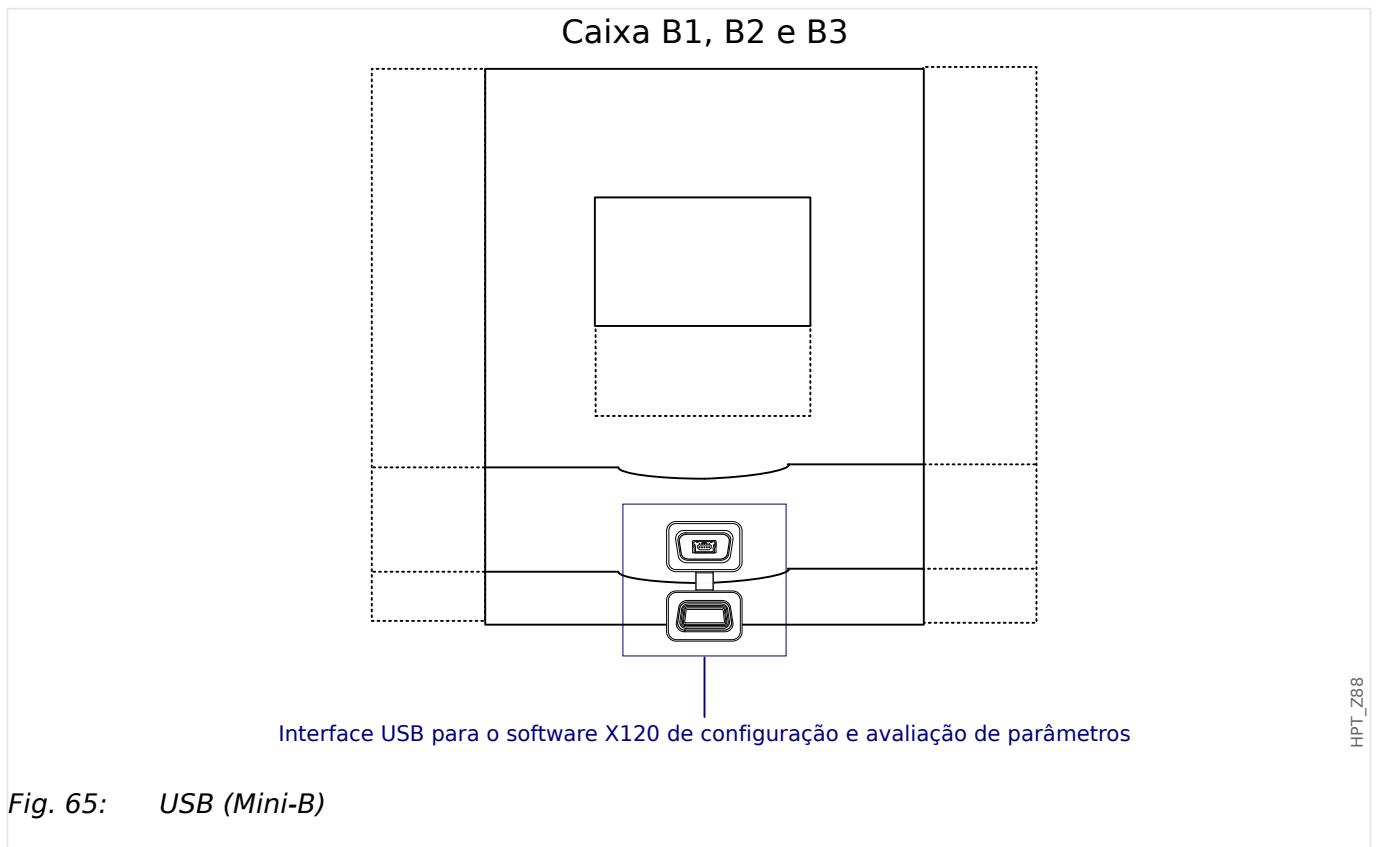 Caixa B1, B2 e B3
Interface USB para o software X120 de configuração e avaliação de parâmetros
HPT_Z88
Fig. 65: USB (Mini-B)